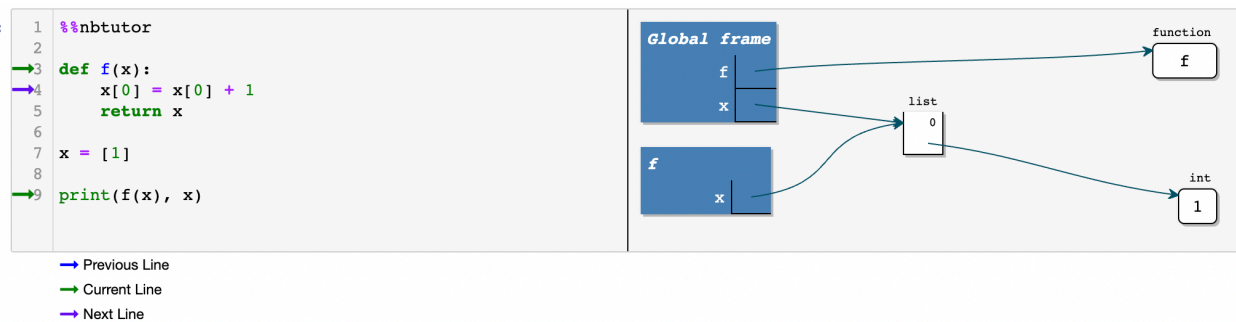 1 %%nbtutor
2
3 def f(x):
4     x[0] = x[0] + 1
5     return x
6
7 x = [1]
8
9 print(f(x), x)
Global frame
f
x
f
x
list
0
function
f
int
1
Previous Line
Current Line
Next Line